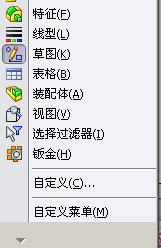 特征(F)
线型(L)
草图(K)
表格(B)
装配体(A)
视图(V)
选择过滤器(I)
钣金(H)
自定义(C)...
自定义菜单(M)